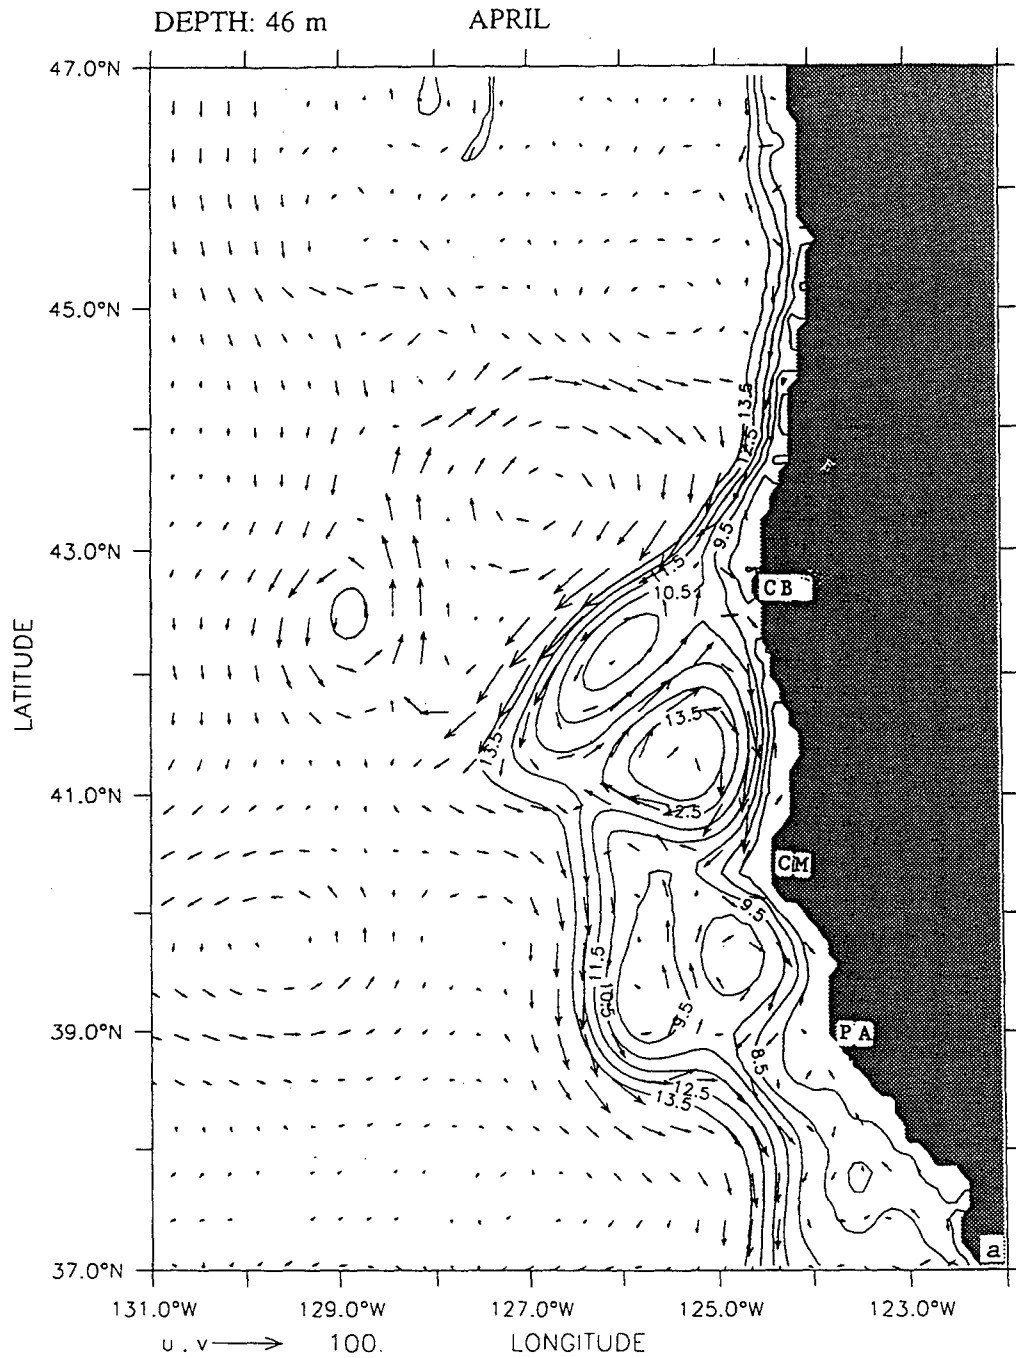 DEPTH: 46 m APRIL
47.0°N
45.0°N
13.5
12.5
9.5
43.0°N
11.5
CB
10.5
LATITUDE
13.5
13.5
41.0°N
12.5
CM
9.5
11.5
10.5
9.5
39.0°N
PA
8.5
12.5
13.5
a
37.0°N
131.0°W 129.0°W 127.0°W 125.0°W 123.0°W
u, v 100. LONGITUDE